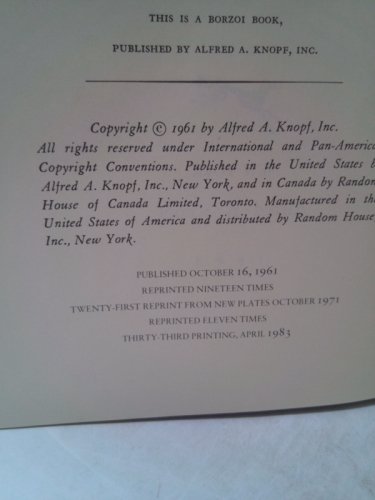 THIS IS A BORZOI BOOK,
PUBLISHED BY ALFRED A. KNOPF, INC.
Copyright © 1961 by Alfred A. Knopf, Inc.
All rights reserved under International and Pan-America
Copyright Conventions. Published in the United States b
Alfred A. Knopf, Inc., New York, and in Canada by Random
House of Canada Limited, Toronto. Manufactured in the
United States of America and distributed by Random House
Inc., New York.
PUBLISHED OCTOBER 16, 1961
REPRINTED NINETEEN TIMES
TWENTY-FIRST REPRINT FROM NEW PLATES OCTOBER 1971
REPRINTED ELEVEN TIMES
THIRTY-THIRD PRINTING, APRIL 1983